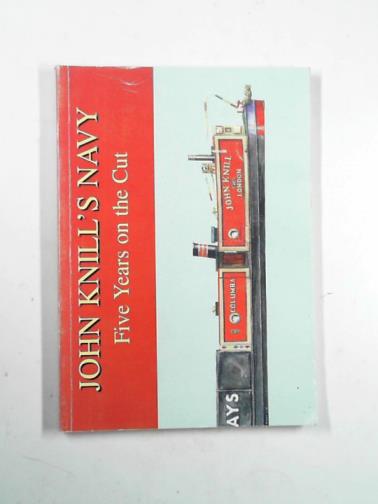 JOHN KNILL'S NAVY
Five Years on the Cut
JOHN KNILL
LONDON
COLUMBA
AYS